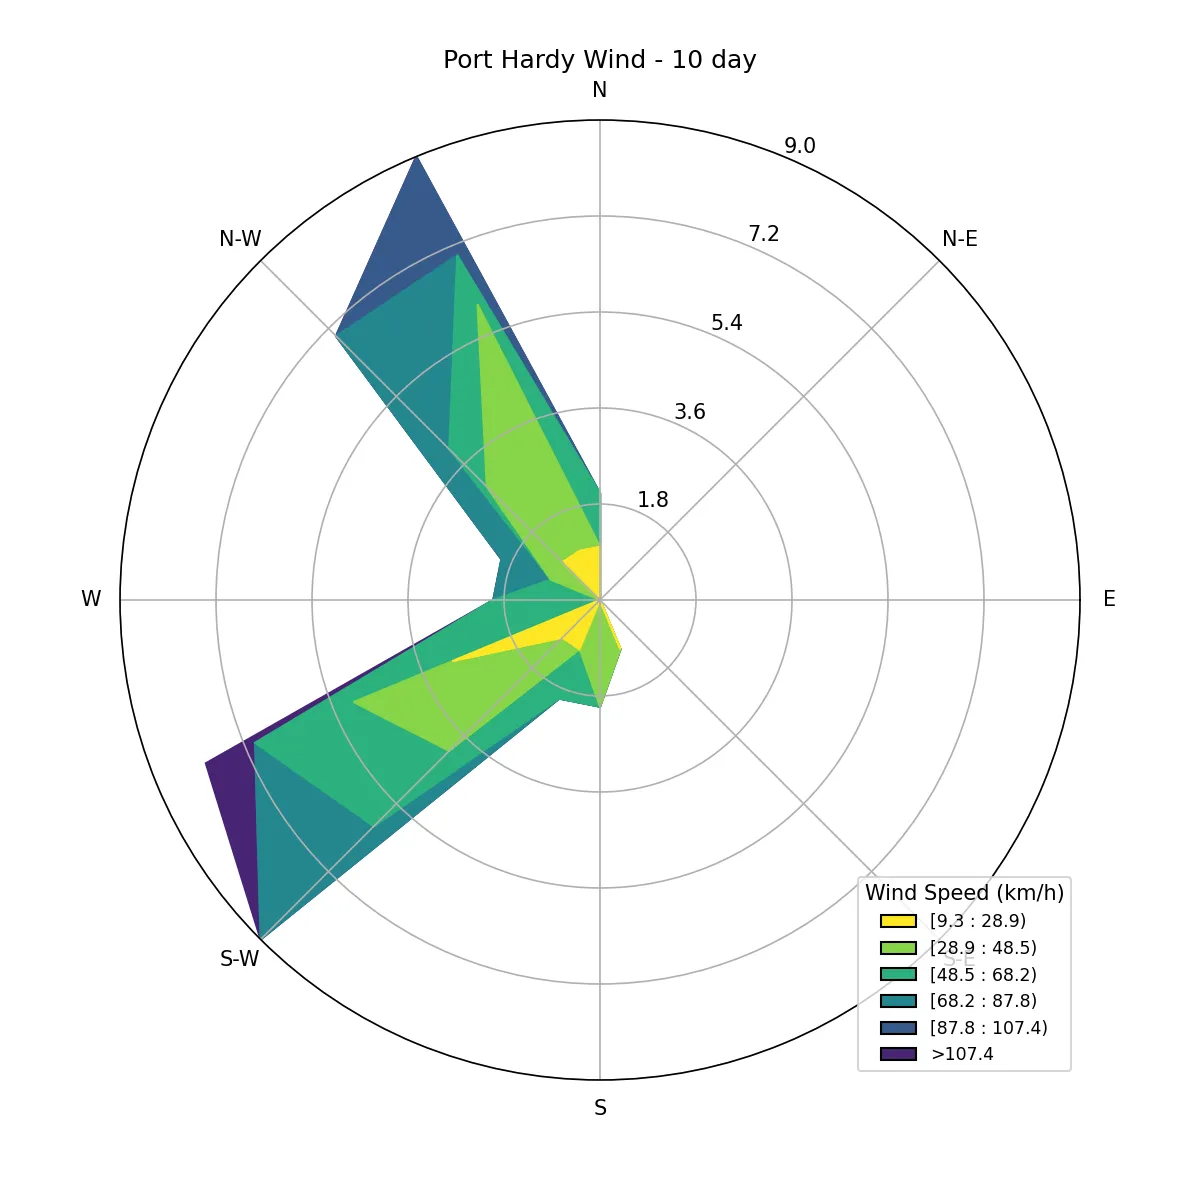 Port Hardy Wind - 10 day
N
9.0
N-W
7.2
N-E
5.4
3.6
1.8
W
E
S-W
S-E
S
Wind Speed (km/h)
[9.3 : 28.9)
[28.9 : 48.5)
[48.5 : 68.2)
[68.2 : 87.8)
[87.8 : 107.4)
>107.4